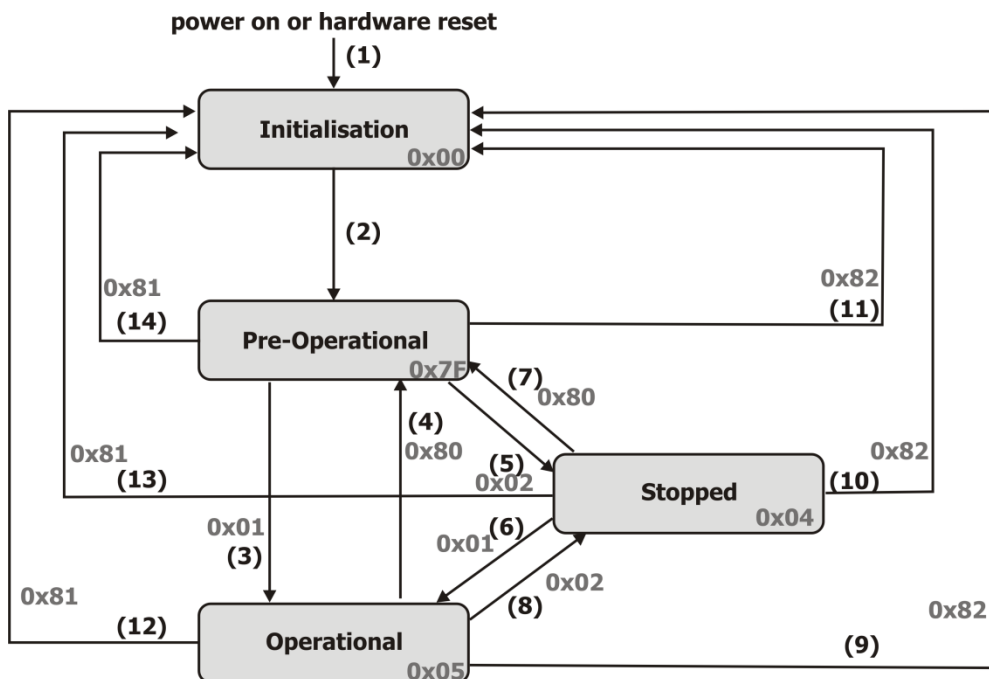 power on or hardware reset
(1)
Initialisation
0x00
(2)
0x81
0x82
(14)
(11)
Pre-Operational
0x7F
(7)
0x80
(4)
0x80
(5)
0x02
0x81
(13)
0x82
(10)
Stopped
0x04
0x01
(3)
(6)
0x01
0x02
(8)
0x81
(12)
0x82
(9)
Operational
0x05